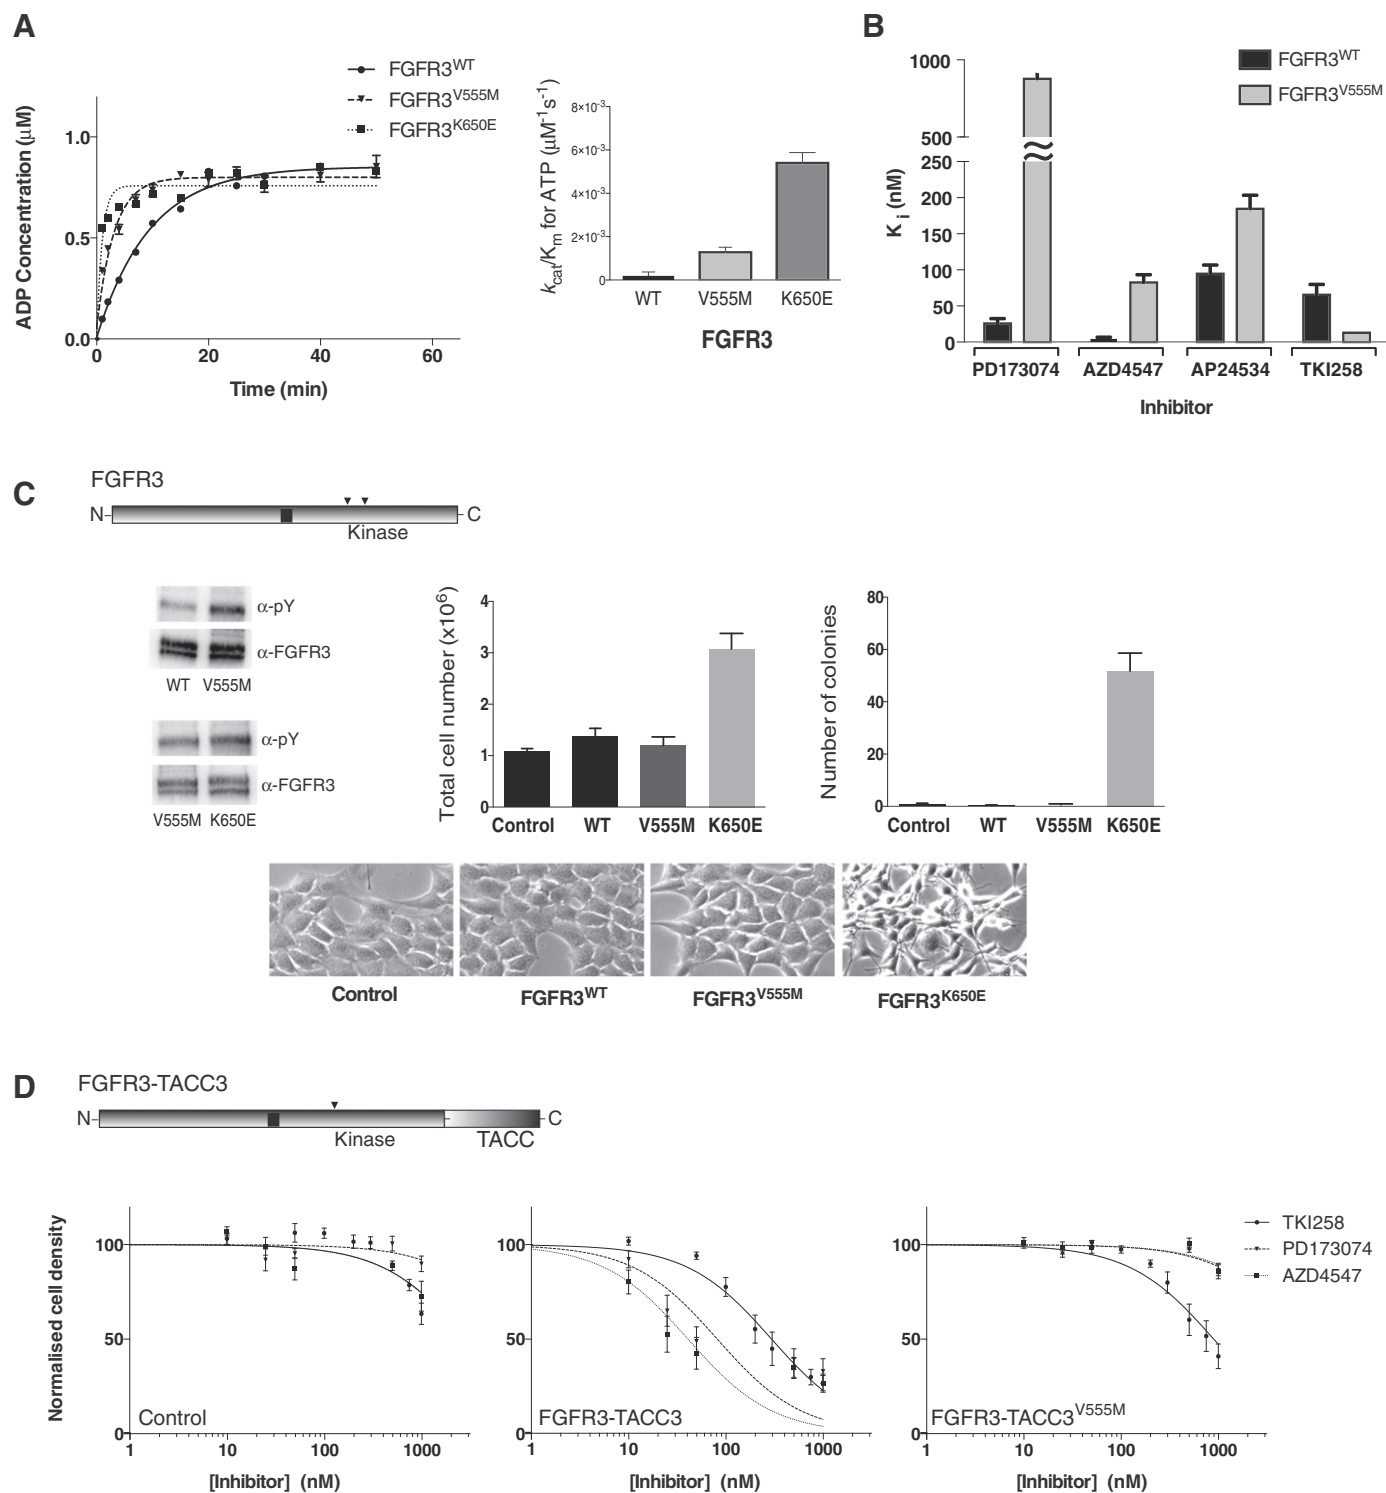 A
FGFR3WT
FGFR3V555M
FGFR3K650E
ADP Concentration (μM)
1.0
0.5
0.0
0 20 40 60
Time (min)
kcat/Km for ATP (μM-1s-1)
8×10-3
6×10-3
4×10-3
2×10-3
0
WT V555M K650E
FGFR3
B
FGFR3WT
FGFR3V555M
Ki (nM)
1000
500
250
200
150
100
50
0
PD173074 AZD4547 AP24534 TKI258
Inhibitor
C
FGFR3
N C
Kinase
α-pY
α-FGFR3
WT V555M
α-pY
α-FGFR3
V555M K650E
Total cell number (x106)
4
3
2
1
0
Control WT V555M K650E
Number of colonies
80
60
40
20
0
Control WT V555M K650E
Control FGFR3WT FGFR3V555M FGFR3K650E
D
FGFR3-TACC3
N C
Kinase TACC
Normalised cell density
100
50
0
Control
1 10 100 1000
[Inhibitor] (nM)
100
50
0
FGFR3-TACC3
1 10 100 1000
[Inhibitor] (nM)
100
50
0
FGFR3-TACC3V555M
1 10 100 1000
[Inhibitor] (nM)
TKI258
PD173074
AZD4547